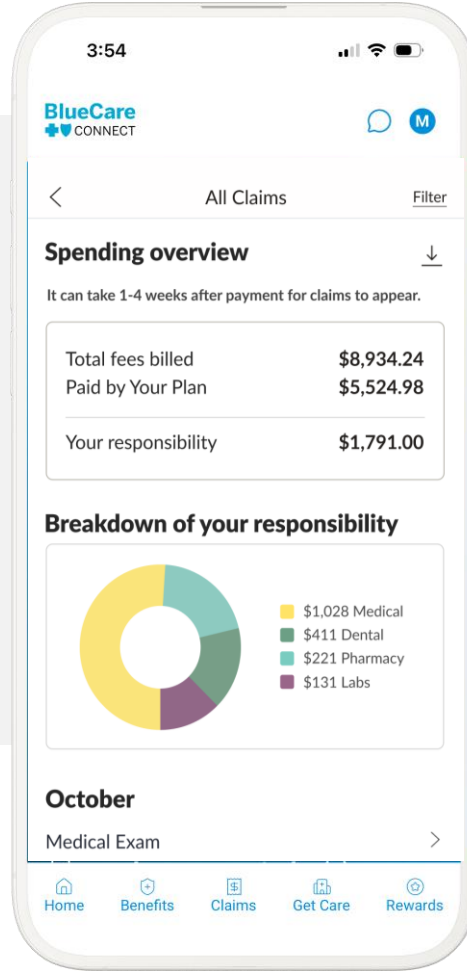 3:54
BlueCare
CONNECT
M
All Claims
Filter
Spending overview
It can take 1-4 weeks after payment for claims to appear.
Total fees billed $8,934.24
Paid by Your Plan $5,524.98
Your responsibility $1,791.00
Breakdown of your responsibility
$1,028 Medical
$411 Dental
$221 Pharmacy
$131 Labs
October
Medical Exam
Home Benefits Claims Get Care Rewards